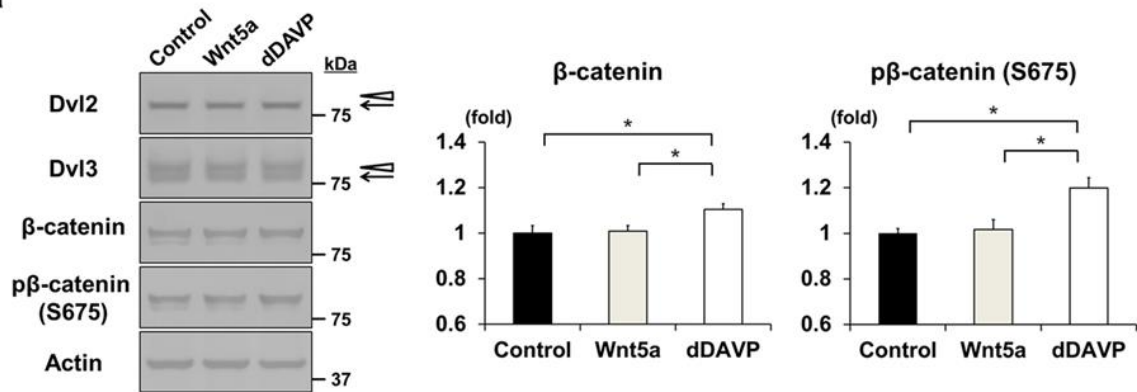 Control Wnt5a dDAVP
kDa
Dvl2
75
Dvl3
75
β-catenin
75
pβ-catenin
(S675)
75
Actin
37
β-catenin
(fold)
*
*
1.4
1.2
1
0.8
0.6
Control Wnt5a dDAVP
pβ-catenin (S675)
(fold)
*
*
1.4
1.2
1
0.8
0.6
Control Wnt5a dDAVP